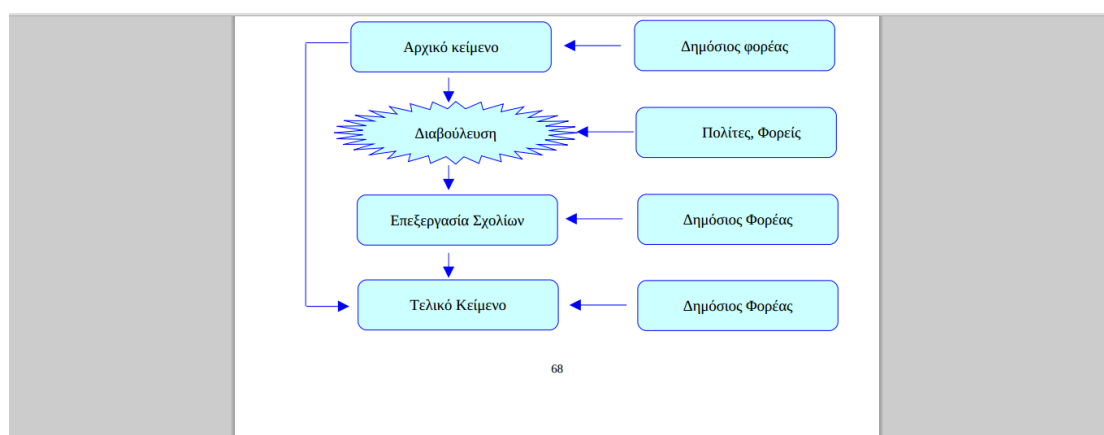 Αρχικό κείμενο
Δημόσιος φορέας
Διαβούλευση
Πολίτες, Φορείς
Επεξεργασία Σχολίων
Δημόσιος Φορέας
Τελικό Κείμενο
Δημόσιος Φορέας
68